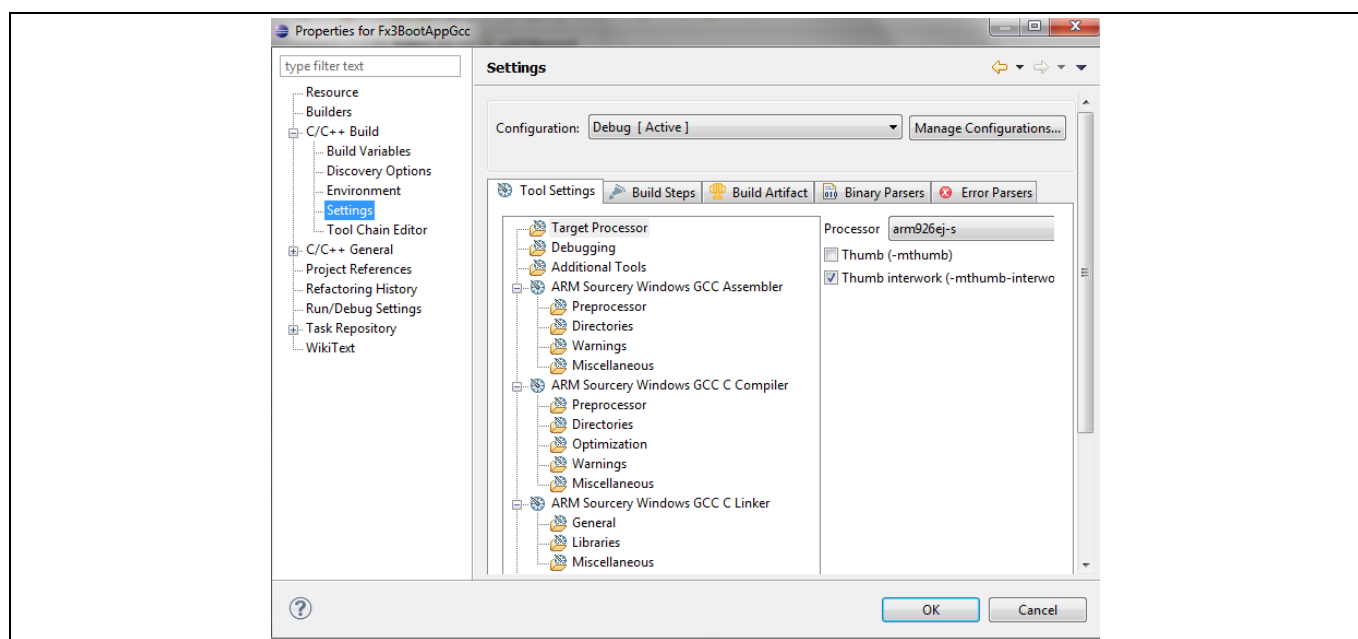 Properties for Fx3BootAppGcc
type filter text
Resource
Builders
C/C++ Build
Build Variables
Discovery Options
Environment
Settings
Tool Chain Editor
C/C++ General
Project References
Refactoring History
Run/Debug Settings
Task Repository
WikiText
Settings
Configuration: Debug [ Active ] Manage Configurations...
Tool Settings Build Steps Build Artifact Binary Parsers Error Parsers
Target Processor
Debugging
Additional Tools
ARM Sourcery Windows GCC Assembler
Preprocessor
Directories
Warnings
Miscellaneous
ARM Sourcery Windows GCC C Compiler
Preprocessor
Directories
Optimization
Warnings
Miscellaneous
ARM Sourcery Windows GCC C Linker
General
Libraries
Miscellaneous
Processor arm926ej-s
Thumb (-mthumb)
Thumb interwork (-mthumb-interwo
OK Cancel